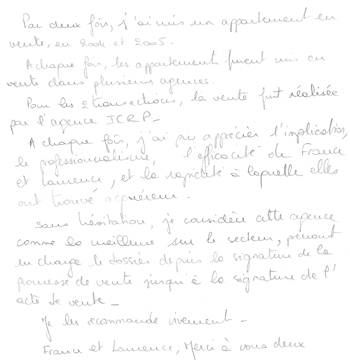 Par deux fois, j'ai mis un appartement en
vente, en 2004 et 2005.
A chaque fois, les appartement furent mis en
vente dans plusieurs agences.
Pour les 2 transactions, la vente fut réalisée
par l'agence JCRP.
A chaque fois, j'ai pu apprécier l'implication,
le professionnalisme, l'efficacité de France
et Laurence, et la rapidité à laquelle elles
ont trouvé acquéreur.
Sans hésitation, je considère cette agence
comme la meilleure sur le secteur, prenant
en charge le dossier depuis la signature de la
promesse de vente jusqu'à la signature de l'
acte de vente.
Je les recommande vivement.
France et Laurence, Merci à vous deux